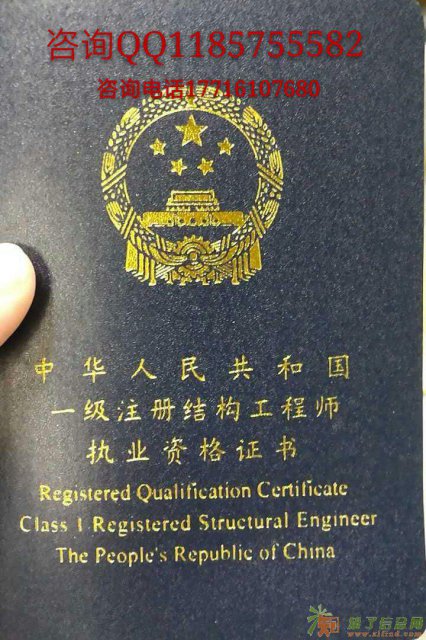 咨询QQ1185755582
咨询电话17716107680
中华人民共和国
一级注册结构工程师
执业资格证书
Registered Qualification Certificate
Class 1 Registered Structural Engineer
The People's Republic of China